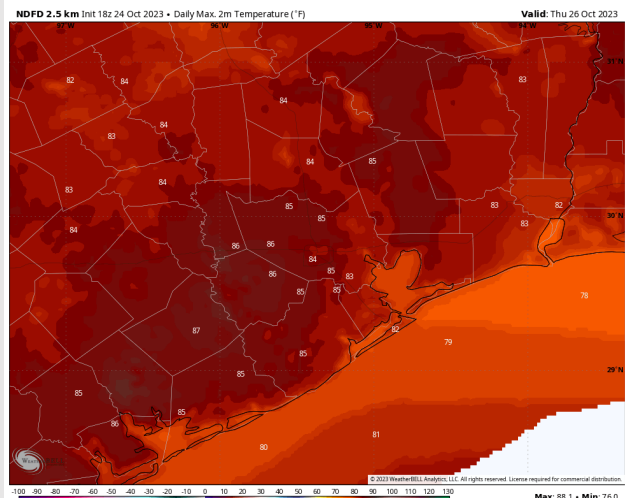 NDFD 2.5 km Init 18z 24 Oct 2023 • Daily Max. 2m Temperature (°F) Valid: Thu 26 Oct 2023
97°W 96°W 95°W 94°W
31°N
82 84 83
84
84
83
84 85
83 84
85 83 82
85 83
30°N
84
86 86
84
86 85 83
85 85
78
87 82
79
85
29°N
85
85
85
86
81
80
WeatherBELL
© 2023 WeatherBELL Analytics, LLC. All rights reserved. License required for commercial distribution.
-100 -90 -80 -70 -60 -50 -40 -30 -20 -10 0 10 20 30 40 50 60 70 80 90 100 110 120 130
Max: 88.1 • Min: 76.0